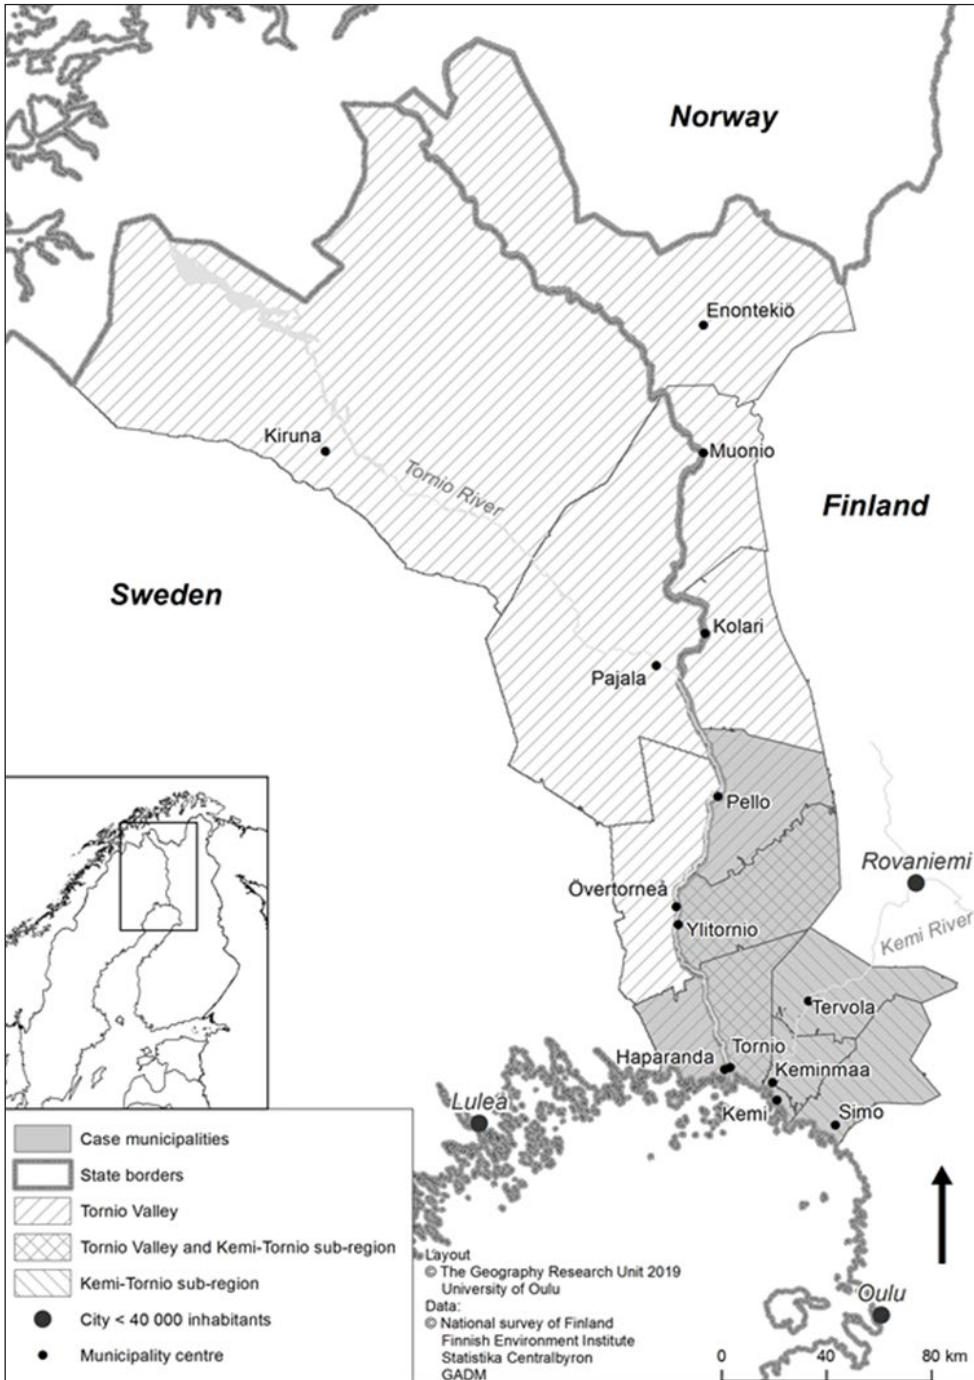 Norway
Enontekiö
Kiruna
Muonio
Tornio River
Finland
Sweden
Kolari
Pajala
Pello
Rovaniemi
Övertorneå
Ylitornio
Kemi River
Tervola
Tornio
Haparanda
Keminmaa
Luleå
Kemi
Simo
Case municipalities
State borders
Tornio Valley
Tornio Valley and Kemi-Tornio sub-region
Kemi-Tornio sub-region
City < 40 000 inhabitants
Municipality centre
Layout
© The Geography Research Unit 2019
University of Oulu
Data:
© National survey of Finland
Finnish Environment Institute
Statistika Centralbyron
GADM
Oulu
0 40 80 km